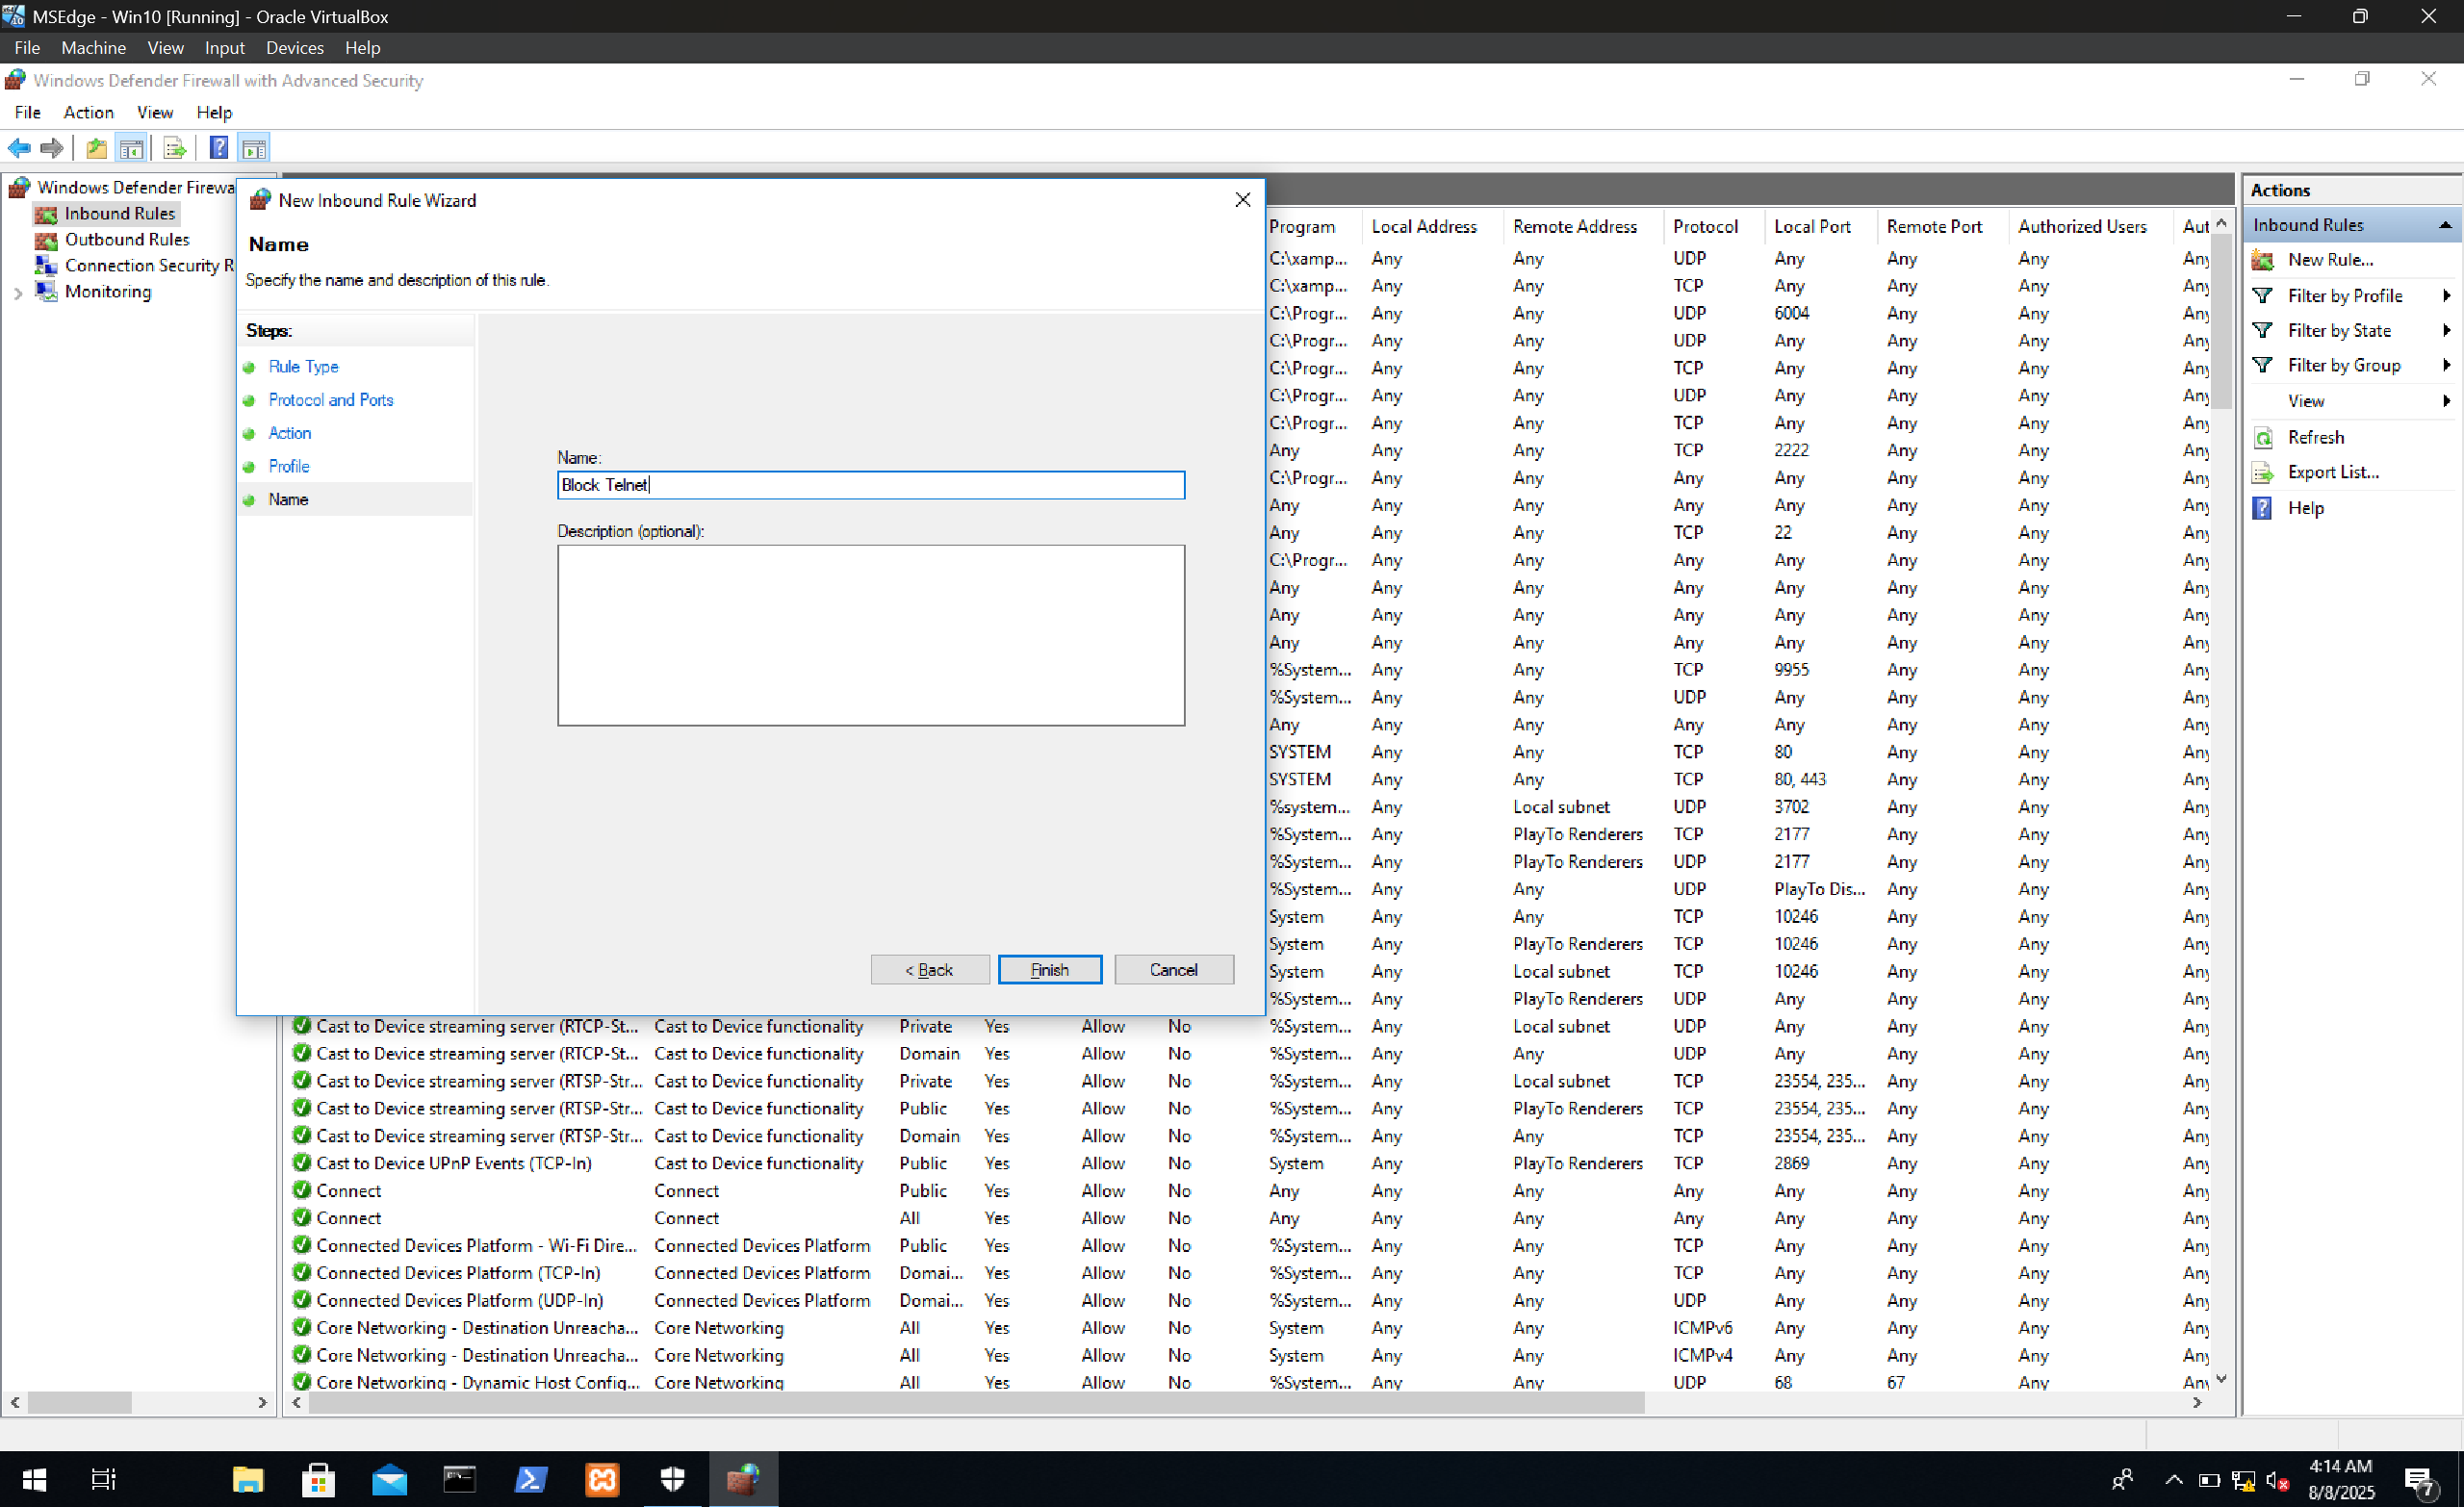 MSEdge - Win10 [Running] - Oracle VirtualBox
File Machine View Input Devices Help
Windows Defender Firewall with Advanced Security
File Action View Help
Windows Defender Firewa
Inbound Rules
Outbound Rules
Connection Security R
Monitoring
New Inbound Rule Wizard
Name
Specify the name and description of this rule.
Steps:
Rule Type
Protocol and Ports
Action
Profile
Name
Name:
Block Telnet
Description (optional):
< Back Finish Cancel
Program Local Address Remote Address Protocol Local Port Remote Port Authorized Users Aut
C:\xamp... Any Any UDP Any Any Any Any
C:\xamp... Any Any TCP Any Any Any Any
C:\Progr... Any Any UDP 6004 Any Any Any
C:\Progr... Any Any UDP Any Any Any Any
C:\Progr... Any Any TCP Any Any Any Any
C:\Progr... Any Any UDP Any Any Any Any
C:\Progr... Any Any TCP Any Any Any Any
Any Any Any TCP 2222 Any Any Any
C:\Progr... Any Any Any Any Any Any Any
Any Any Any Any Any Any Any Any
Any Any Any TCP 22 Any Any Any
C:\Progr... Any Any Any Any Any Any Any
Any Any Any Any Any Any Any Any
Any Any Any Any Any Any Any Any
Any Any Any Any Any Any Any Any
%System... Any Any TCP 9955 Any Any Any
%System... Any Any UDP Any Any Any Any
Any Any Any Any Any Any Any Any
SYSTEM Any Any TCP 80 Any Any Any
SYSTEM Any Any TCP 80, 443 Any Any Any
%system... Any Local subnet UDP 3702 Any Any Any
%System... Any PlayTo Renderers TCP 2177 Any Any Any
%System... Any PlayTo Renderers UDP 2177 Any Any Any
%System... Any Any UDP PlayTo Dis... Any Any Any
System Any Any TCP 10246 Any Any Any
System Any PlayTo Renderers TCP 10246 Any Any Any
System Any Local subnet TCP 10246 Any Any Any
%System... Any PlayTo Renderers UDP Any Any Any Any
Cast to Device streaming server (RTCP-St... Cast to Device functionality Private Yes Allow No %System... Any Local subnet UDP Any Any Any Any
Cast to Device streaming server (RTCP-St... Cast to Device functionality Domain Yes Allow No %System... Any Any UDP Any Any Any Any
Cast to Device streaming server (RTSP-Str... Cast to Device functionality Private Yes Allow No %System... Any Local subnet TCP 23554, 235... Any Any Any
Cast to Device streaming server (RTSP-Str... Cast to Device functionality Public Yes Allow No %System... Any PlayTo Renderers TCP 23554, 235... Any Any Any
Cast to Device streaming server (RTSP-Str... Cast to Device functionality Domain Yes Allow No %System... Any Any TCP 23554, 235... Any Any Any
Cast to Device UPnP Events (TCP-In) Cast to Device functionality Public Yes Allow No System Any PlayTo Renderers TCP 2869 Any Any Any
Connect Connect Public Yes Allow No Any Any Any Any Any Any Any Any
Connect Connect All Yes Allow No Any Any Any Any Any Any Any Any
Connected Devices Platform - Wi-Fi Dire... Connected Devices Platform Public Yes Allow No %System... Any Any TCP Any Any Any Any
Connected Devices Platform (TCP-In) Connected Devices Platform Domai... Yes Allow No %System... Any Any TCP Any Any Any Any
Connected Devices Platform (UDP-In) Connected Devices Platform Domai... Yes Allow No %System... Any Any UDP Any Any Any Any
Core Networking - Destination Unreacha... Core Networking All Yes Allow No System Any Any ICMPv6 Any Any Any Any
Core Networking - Destination Unreacha... Core Networking All Yes Allow No System Any Any ICMPv4 Any Any Any Any
Core Networking - Dynamic Host Config... Core Networking All Yes Allow No %System... Any Any UDP 68 67 Any Any
Actions
Inbound Rules
New Rule...
Filter by Profile
Filter by State
Filter by Group
View
Refresh
Export List...
Help
4:14 AM
8/8/2025
7